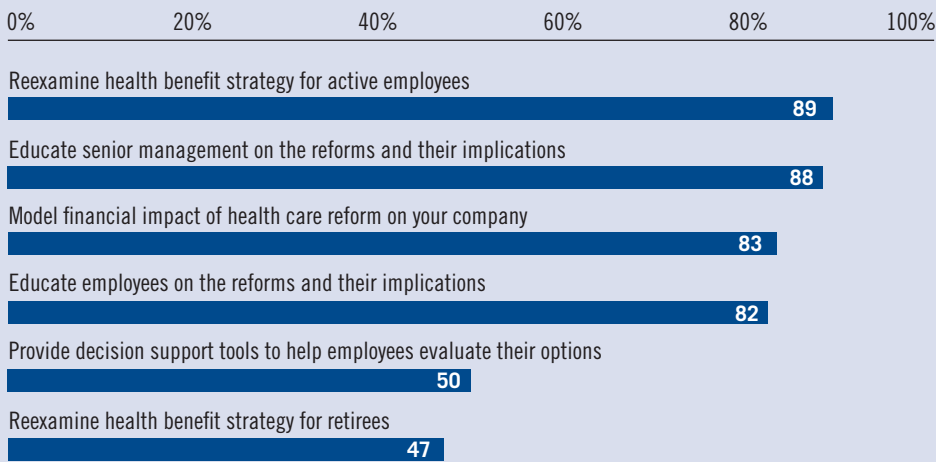 0% 20% 40% 60% 80% 100%
Reexamine health benefit strategy for active employees
89
Educate senior management on the reforms and their implications
88
Model financial impact of health care reform on your company
83
Educate employees on the reforms and their implications
82
Provide decision support tools to help employees evaluate their options
50
Reexamine health benefit strategy for retirees
47